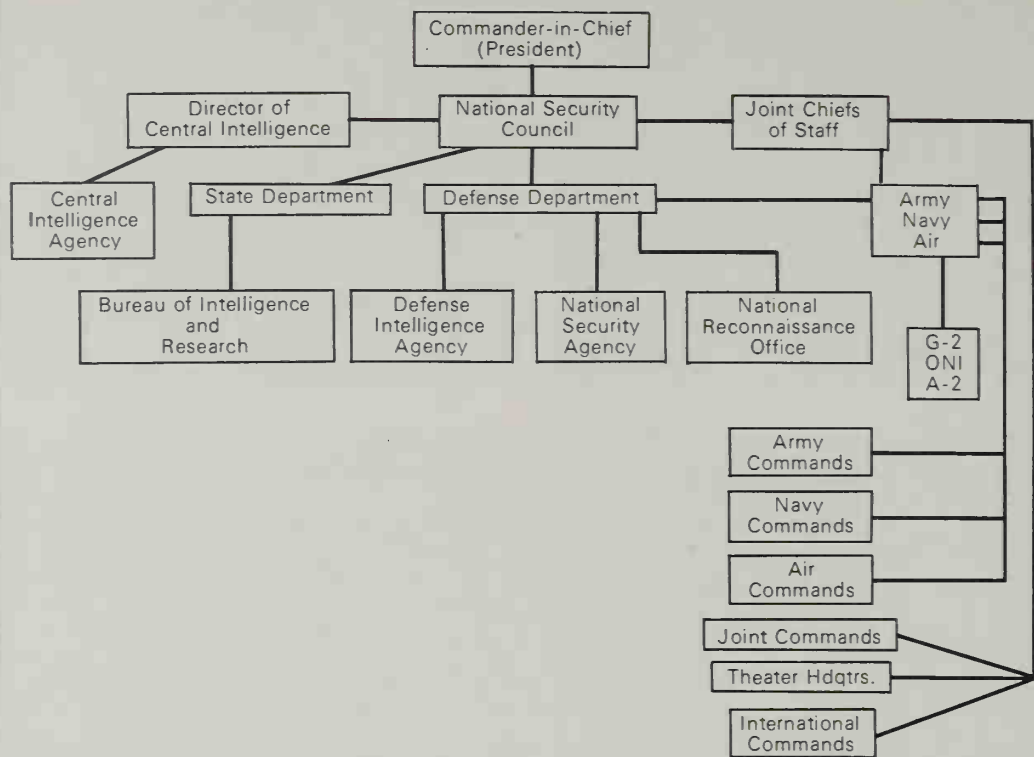 Commander-in-Chief
(President)
Director of
Central Intelligence
National Security
Council
Joint Chiefs
of Staff
Central
Intelligence
Agency
State Department
Defense Department
Army
Navy
Air
Bureau of Intelligence
and
Research
Defense
Intelligence
Agency
National
Security
Agency
National
Reconnaissance
Office
G-2
ONI
A-2
Army
Commands
Navy
Commands
Air
Commands
Joint Commands
Theater Hdqtrs.
International
Commands